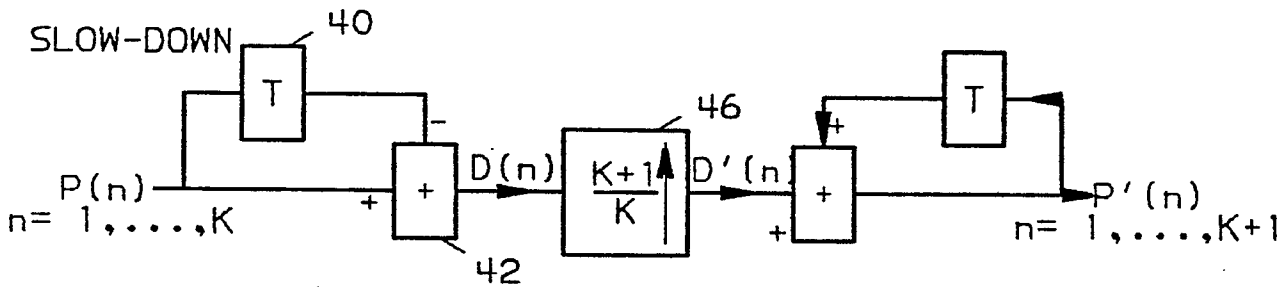 SLOW-DOWN
40
T
-
46
T
+
P(n)
n= 1,....,K
+
+
D(n)
K+1
K
D'(n)
+
+
P'(n)
n= 1,....,K+1
42